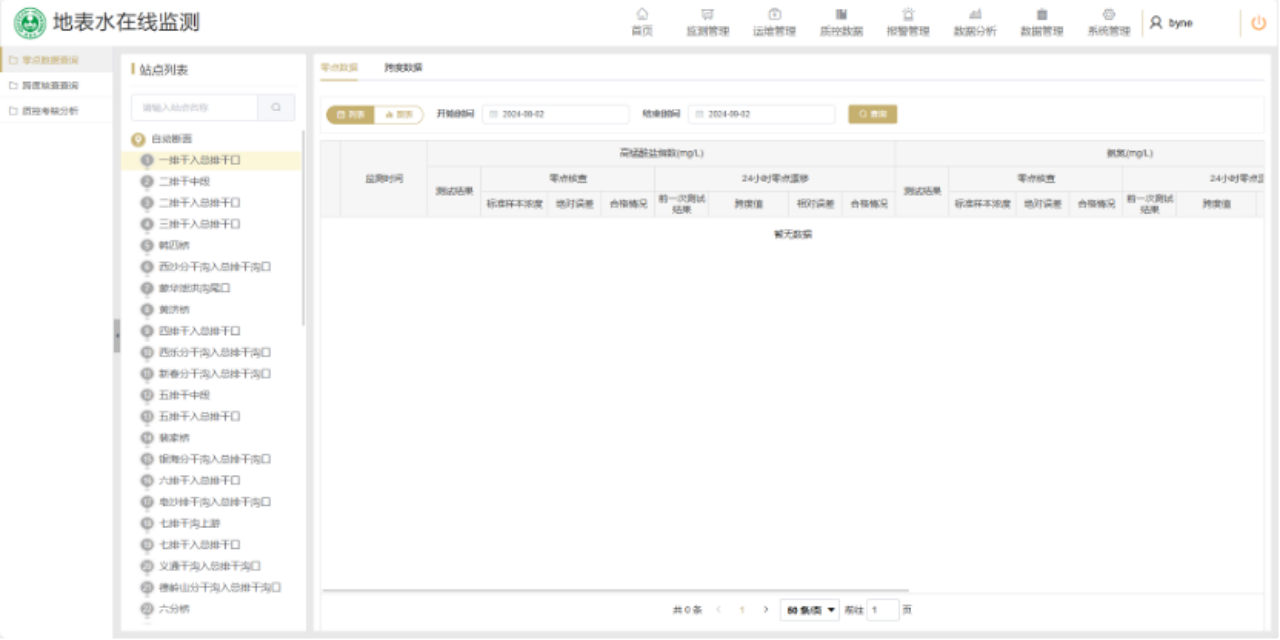 地表水在线监测
首页
监测管理
运维管理
质控数据
报警管理
数据分析
数据管理
系统管理
byne
零点数据查询
跨度核查查询
质控考核分析
站点列表
请输入站点名称
自动断面
1 一排干入总排干口
2 二排干中段
3 二排干入总排干口
4 三排干入总排干口
5 韩四桥
6 西沙分干沟入总排干沟口
7 蒙华泄洪沟尾口
8 黄济桥
9 四排干入总排干口
10 西乐分干沟入总排干沟口
11 新春分干沟入总排干沟口
12 五排干中段
13 五排干入总排干口
14 裴家桥
15 银海分干沟入总排干沟口
16 六排干入总排干口
17 皂沙排干沟入总排干沟口
18 七排干沟上游
19 七排干入总排干口
20 义通干沟入总排干沟口
21 德岭山分干沟入总排干沟口
22 六分桥
零点数据 跨度数据
列表 图表 开始时间 2024-09-02 结束时间 2024-09-02 查询
高锰酸盐指数(mg/L) 氨氮(mg/L)
监测时间 测试结果 零点核查 24小时零点漂移 测试结果 零点核查 24小时零点
标准样本浓度 绝对误差 合格情况 前一次测试结果 跨度值 相对误差 合格情况 标准样本浓度 绝对误差 合格情况 前一次测试结果 跨度值
暂无数据
共 0 条 1 60 条/页 前往 1 页